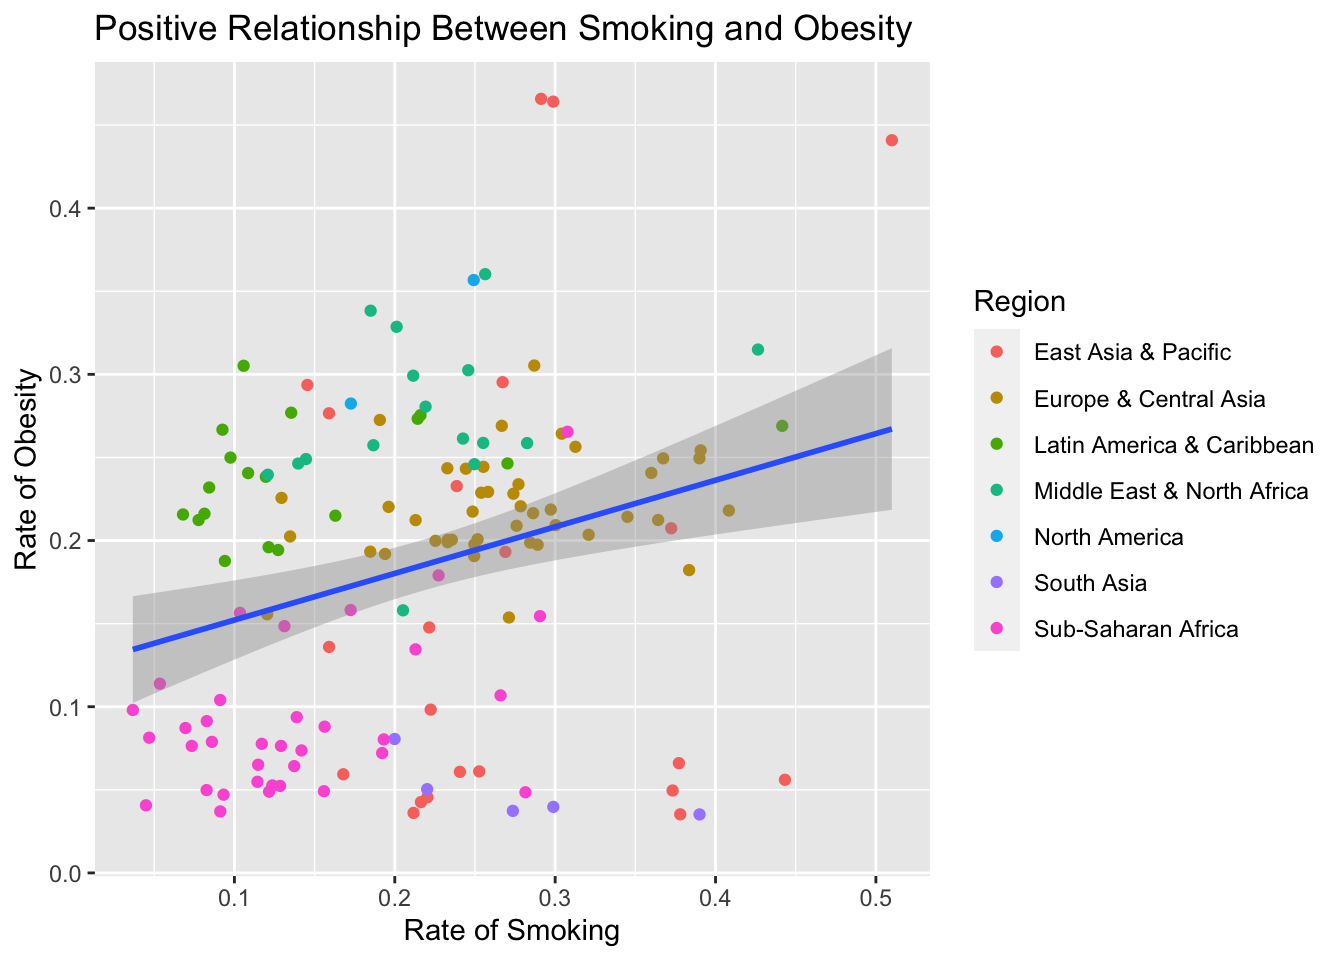 Positive Relationship Between Smoking and Obesity
Rate of Obesity
0.4
0.3
0.2
0.1
0.0
0.1 0.2 0.3 0.4 0.5
Rate of Smoking
Region
East Asia & Pacific
Europe & Central Asia
Latin America & Caribbean
Middle East & North Africa
North America
South Asia
Sub-Saharan Africa